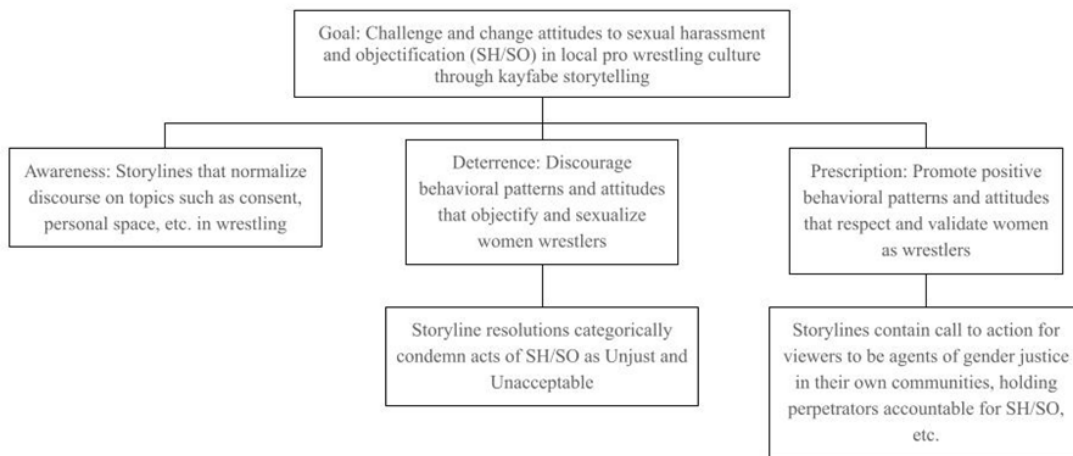 Goal: Challenge and change attitudes to sexual harassment
and objectification (SH/SO) in local pro wrestling culture
through kayfabe storytelling
Awareness: Storylines that normalize
discourse on topics such as consent,
personal space, etc. in wrestling
Deterrence: Discourage
behavioral patterns and attitudes
that objectify and sexualize
women wrestlers
Prescription: Promote positive
behavioral patterns and attitudes
that respect and validate women
as wrestlers
Storyline resolutions categorically
condemn acts of SH/SO as Unjust and
Unacceptable
Storylines contain call to action for
viewers to be agents of gender justice
in their own communities, holding
perpetrators accountable for SH/SO,
etc.